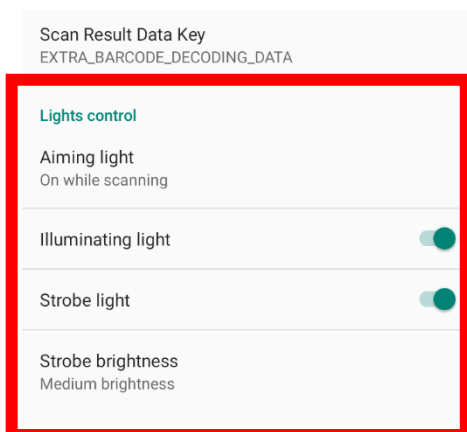 Scan Result Data Key
EXTRA_BARCODE_DECODING_DATA
Lights control
Aiming light
On while scanning
Illuminating light
Strobe light
Strobe brightness
Medium brightness